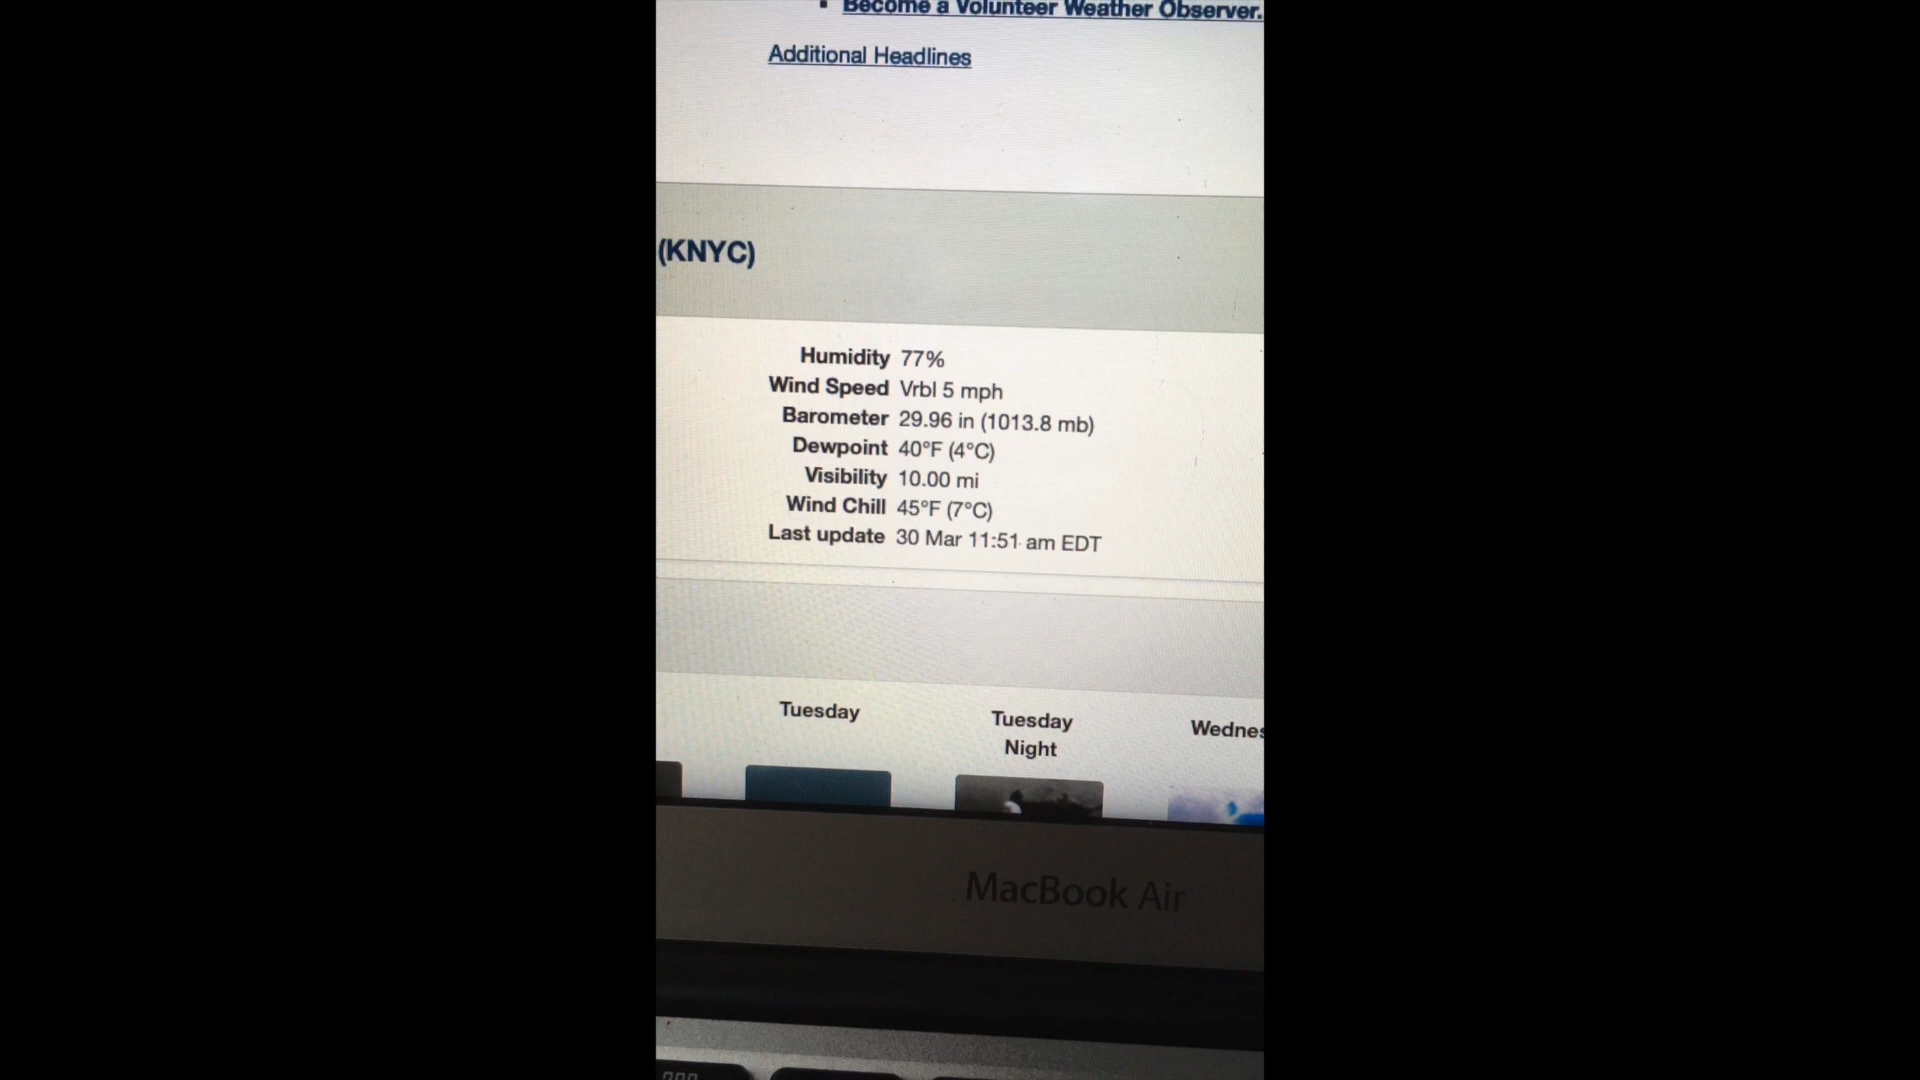 Become a Volunteer Weather Observer.
Additional Headlines
(KNYC)
Humidity 77%
Wind Speed Vrbl 5 mph
Barometer 29.96 in (1013.8 mb)
Dewpoint 40°F (4°C)
Visibility 10.00 mi
Wind Chill 45°F (7°C)
Last update 30 Mar 11:51 am EDT
Tuesday
Tuesday
Night
Wednes
MacBook Air